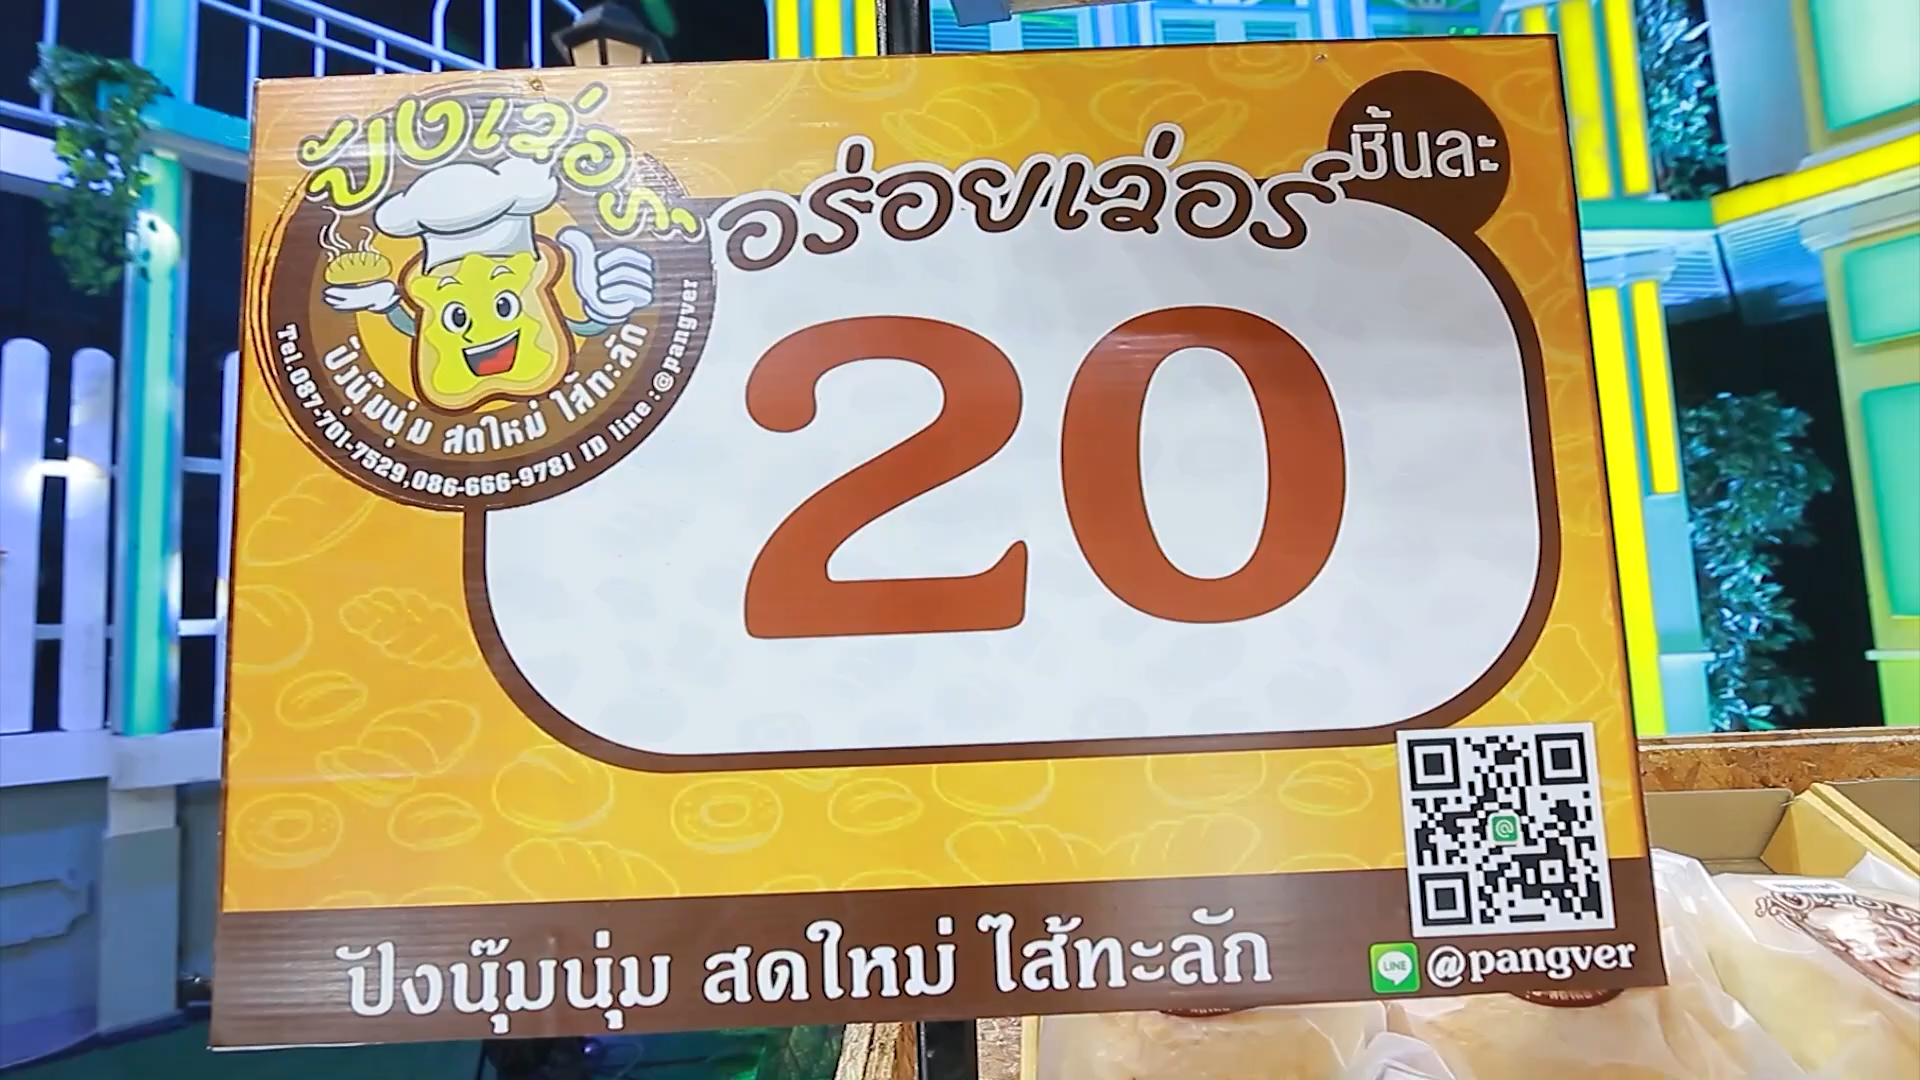 ปังเว่อร์
ปังนุ๊มนุ่ม สดใหม่ ไส้ทะลัก
Tel.087-701-7529,086-666-9781 ID line:@pangver
อร่อยเว่อร์
ชิ้นละ
20
ปังนุ๊มนุ่ม สดใหม่ ไส้ทะลัก
LINE
@pangver